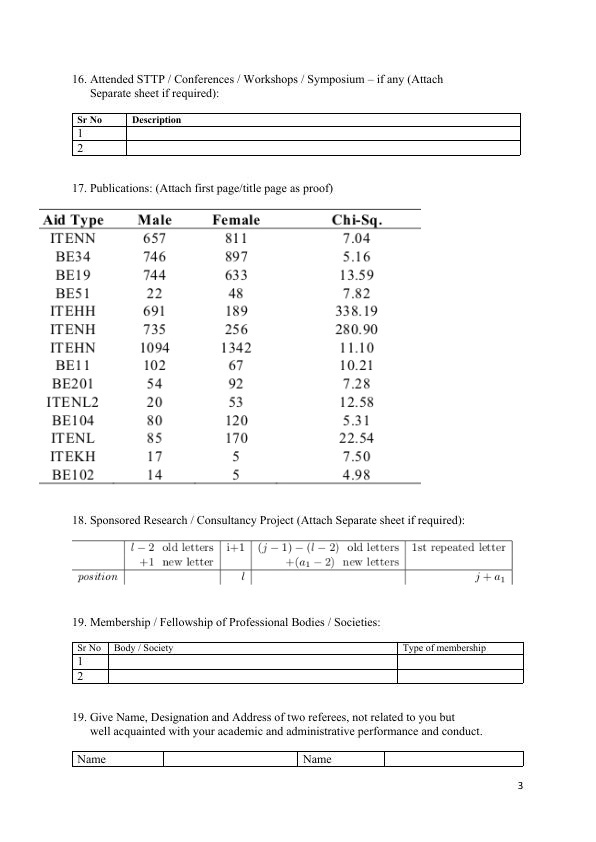 16. Attended STTP / Conferences / Workshops / Symposium – if any (Attach
Separate sheet if required):
Sr No Description
1
2
17. Publications: (Attach first page/title page as proof)
Aid Type Male Female Chi-Sq.
ITENN 657 811 7.04
BE34 746 897 5.16
BE19 744 633 13.59
BE51 22 48 7.82
ITEHH 691 189 338.19
ITENH 735 256 280.90
ITEHN 1094 1342 11.10
BE11 102 67 10.21
BE201 54 92 7.28
ITENL2 20 53 12.58
BE104 80 120 5.31
ITENL 85 170 22.54
ITEKH 17 5 7.50
BE102 14 5 4.98
18. Sponsored Research / Consultancy Project (Attach Separate sheet if required):
l − 2 old letters i+1 (j − 1) − (l − 2) old letters 1st repeated letter
+1 new letter +(a₁ − 2) new letters
position l j + a₁
19. Membership / Fellowship of Professional Bodies / Societies:
Sr No Body / Society Type of membership
1
2
19. Give Name, Designation and Address of two referees, not related to you but
well acquainted with your academic and administrative performance and conduct.
Name Name
3